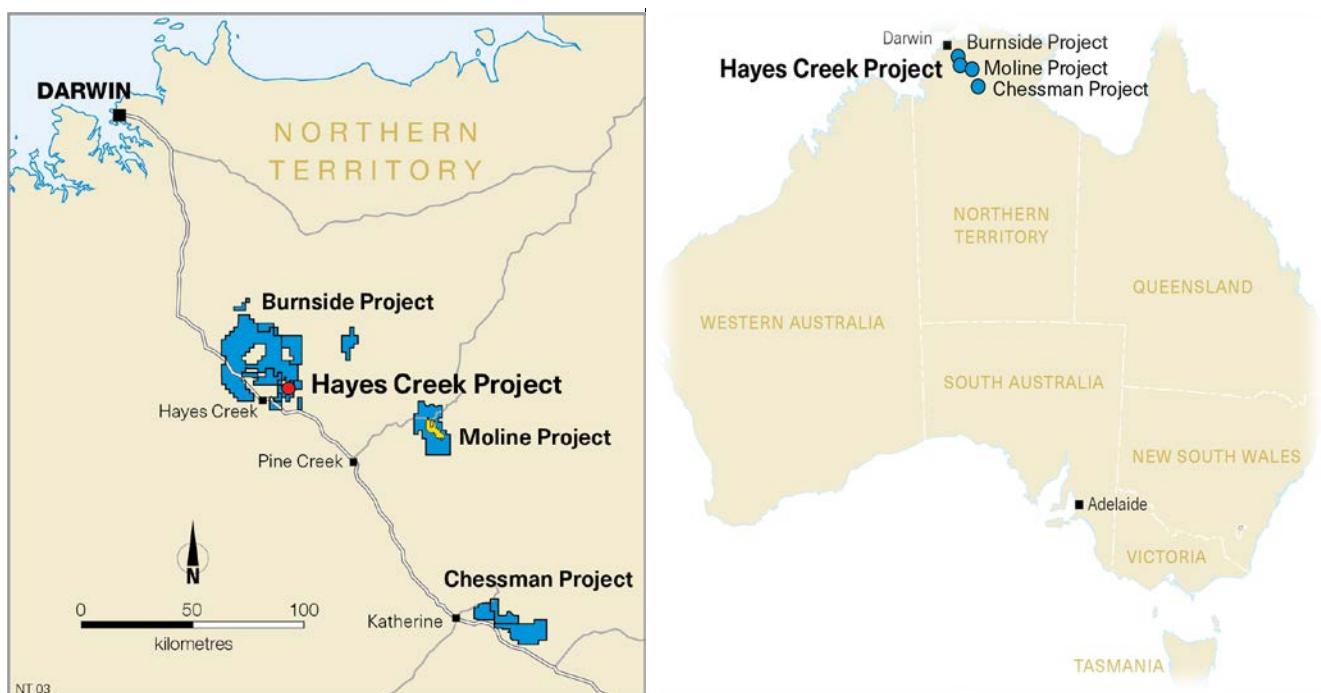 DARWIN
NORTHERN
TERRITORY
Burnside Project
Hayes Creek Project
Hayes Creek
Moline Project
Pine Creek
N
Chessman Project
0 50 100
kilometres
Katherine
NT 03
Darwin
Burnside Project
Hayes Creek Project
Moline Project
Chessman Project
NORTHERN
TERRITORY
QUEENSLAND
WESTERN AUSTRALIA
SOUTH AUSTRALIA
NEW SOUTH WALES
Adelaide
VICTORIA
TASMANIA